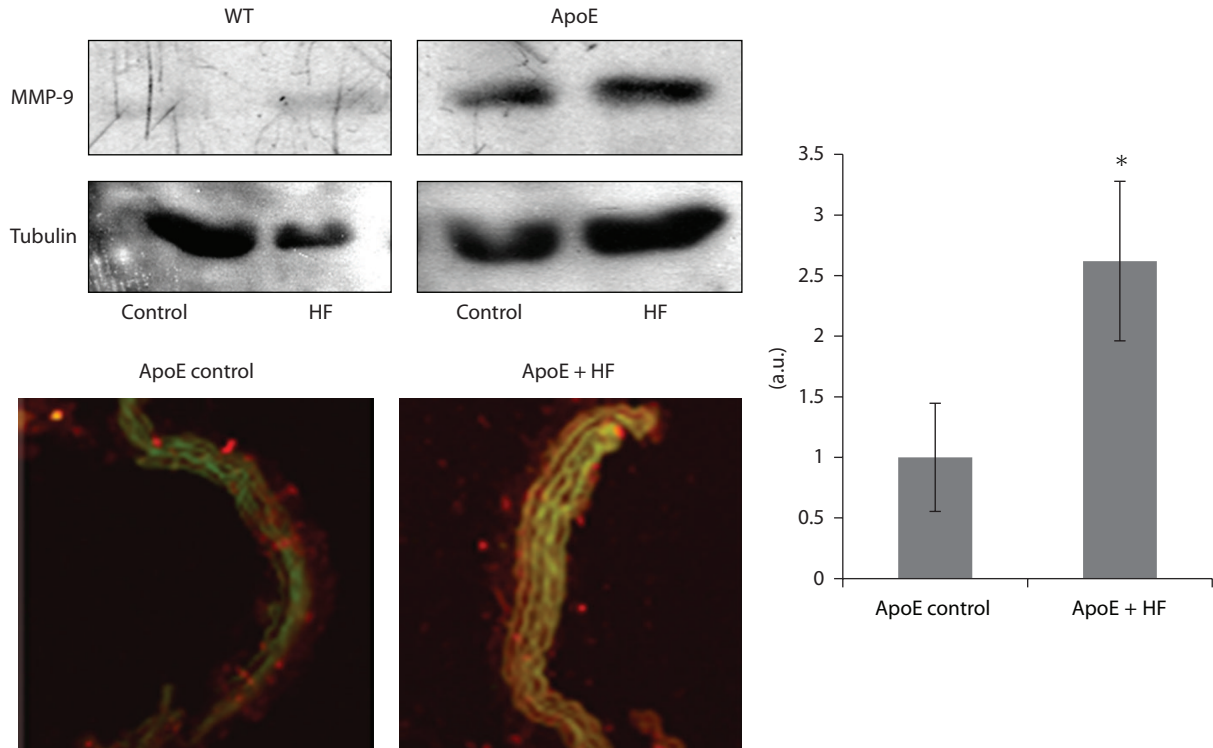 WT
ApoE
MMP-9
Tubulin
Control
HF
Control
HF
ApoE control
ApoE + HF
3.5
*
3
2.5
2
1.5
1
0.5
0
(a.u.)
ApoE control
ApoE + HF